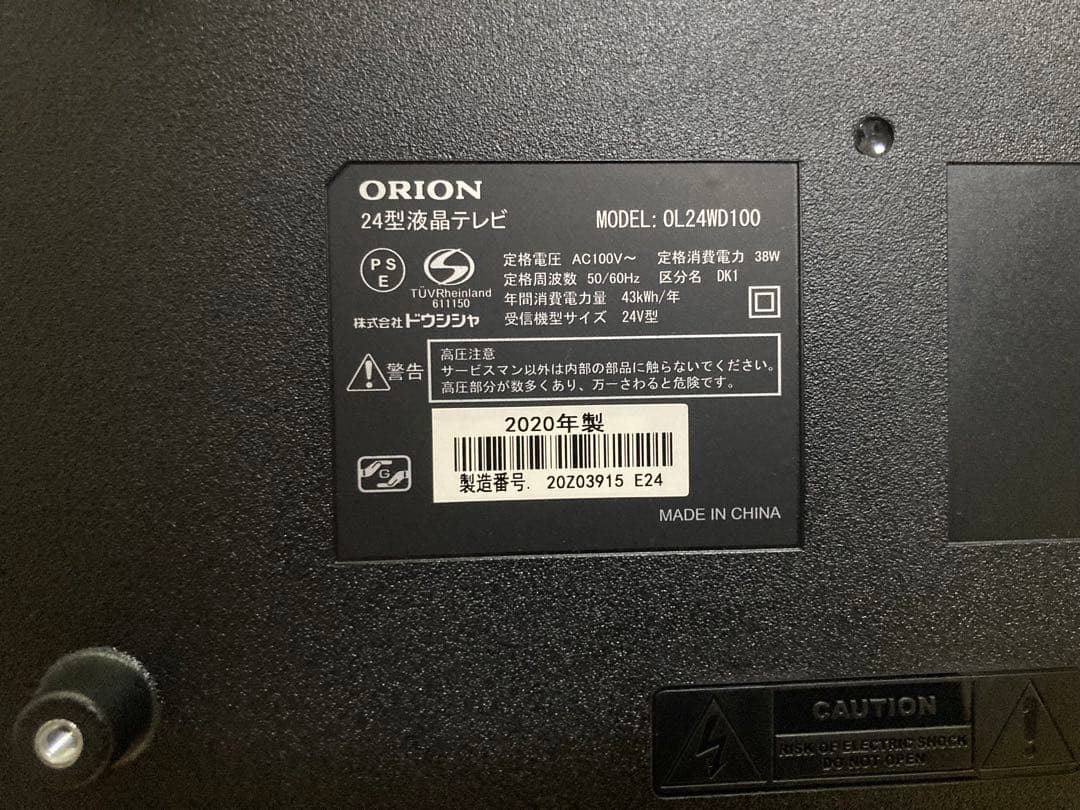 ORION
24型液晶テレビ MODEL: OL24WD100
PS
E
TÜVRheinland
611150
株式会社ドウシシャ
定格電圧 AC100V～ 定格消費電力 38W
定格周波数 50/60Hz 区分名 DK1
年間消費電力量 43kWh/年
受信機型サイズ 24V型
警告
高圧注意
サービスマン以外は内部の部品に触らないでください。
高圧部分が数多くあり、万一さわると危険です。
2020年製
製造番号. 20Z03915 E24
G
MADE IN CHINA
CAUTION
RISK OF ELECTRIC SHOCK
DO NOT OPEN